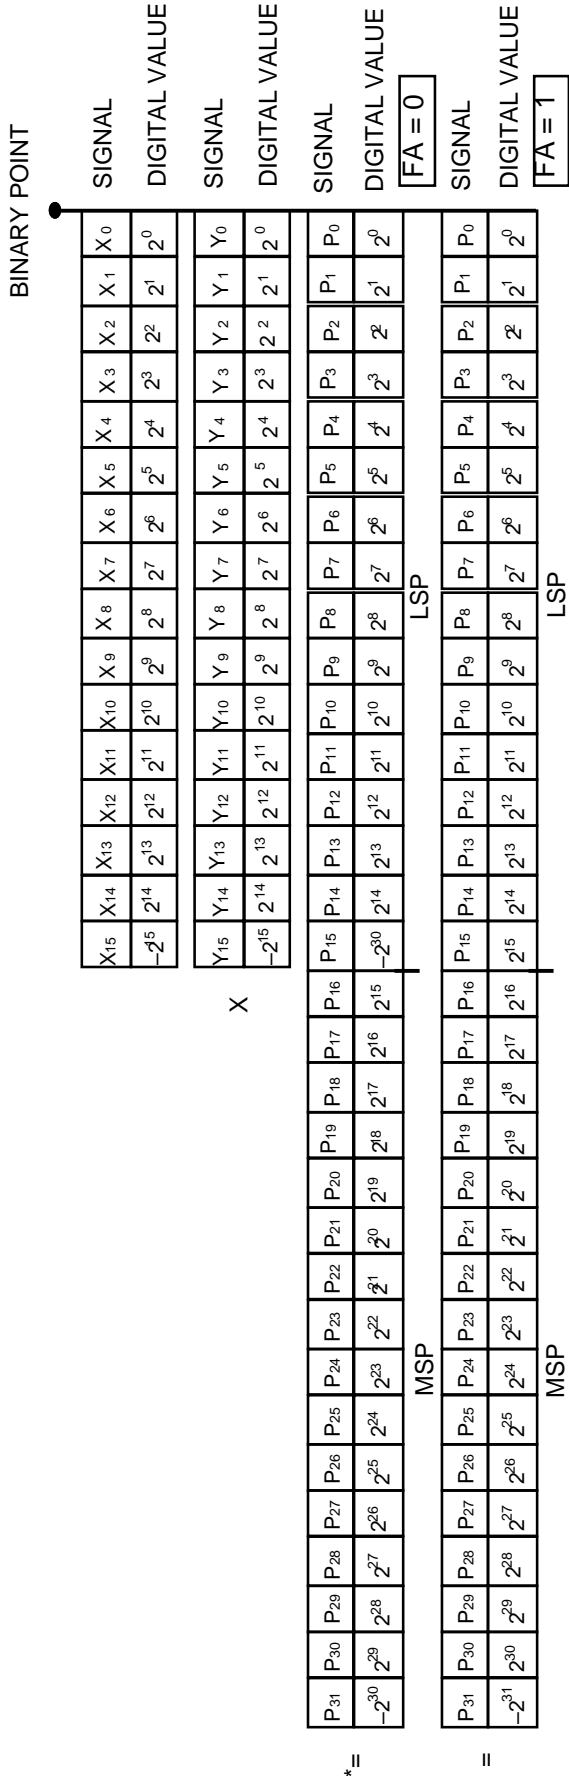 BINARY POINT
X15 X14 X13 X12 X11 X10 X9 X8 X7 X6 X5 X4 X3 X2 X1 X0 SIGNAL
–2^15 2^14 2^13 2^12 2^11 2^10 2^9 2^8 2^7 2^6 2^5 2^4 2^3 2^2 2^1 2^0 DIGITAL VALUE
X Y15 Y14 Y13 Y12 Y11 Y10 Y9 Y8 Y7 Y6 Y5 Y4 Y3 Y2 Y1 Y0 SIGNAL
–2^15 2^14 2^13 2^12 2^11 2^10 2^9 2^8 2^7 2^6 2^5 2^4 2^3 2^2 2^1 2^0 DIGITAL VALUE
*= P31 P30 P29 P28 P27 P26 P25 P24 P23 P22 P21 P20 P19 P18 P17 P16 P15 P14 P13 P12 P11 P10 P9 P8 P7 P6 P5 P4 P3 P2 P1 P0 SIGNAL
–2^30 2^29 2^28 2^27 2^26 2^25 2^24 2^23 2^22 2^21 2^20 2^19 2^18 2^17 2^16 2^15 –2^30 2^14 2^13 2^12 2^11 2^10 2^9 2^8 2^7 2^6 2^5 2^4 2^3 2^2 2^1 2^0 DIGITAL VALUE
MSP LSP FA = 0
= P31 P30 P29 P28 P27 P26 P25 P24 P23 P22 P21 P20 P19 P18 P17 P16 P15 P14 P13 P12 P11 P10 P9 P8 P7 P6 P5 P4 P3 P2 P1 P0 SIGNAL
–2^31 2^30 2^29 2^28 2^27 2^26 2^25 2^24 2^23 2^22 2^21 2^20 2^19 2^18 2^17 2^16 2^15 2^14 2^13 2^12 2^11 2^10 2^9 2^8 2^7 2^6 2^5 2^4 2^3 2^2 2^1 2^0 DIGITAL VALUE
MSP LSP FA = 1